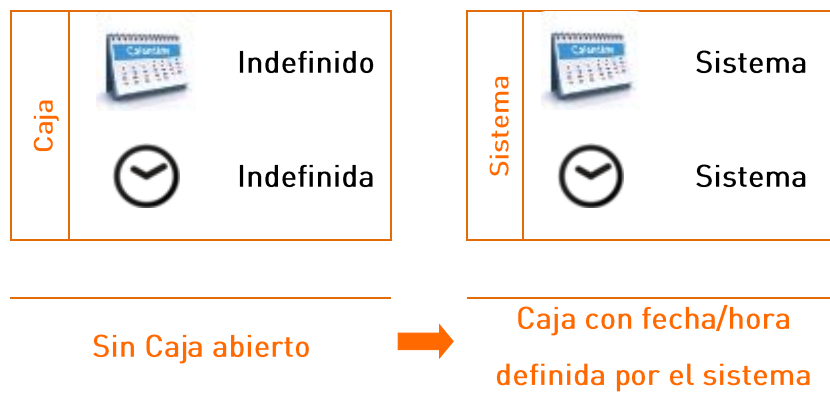 Caja
Indefinido
Indefinida
Sistema
Sistema
Sistema
Sin Caja abierto
Caja con fecha/hora
definida por el sistema